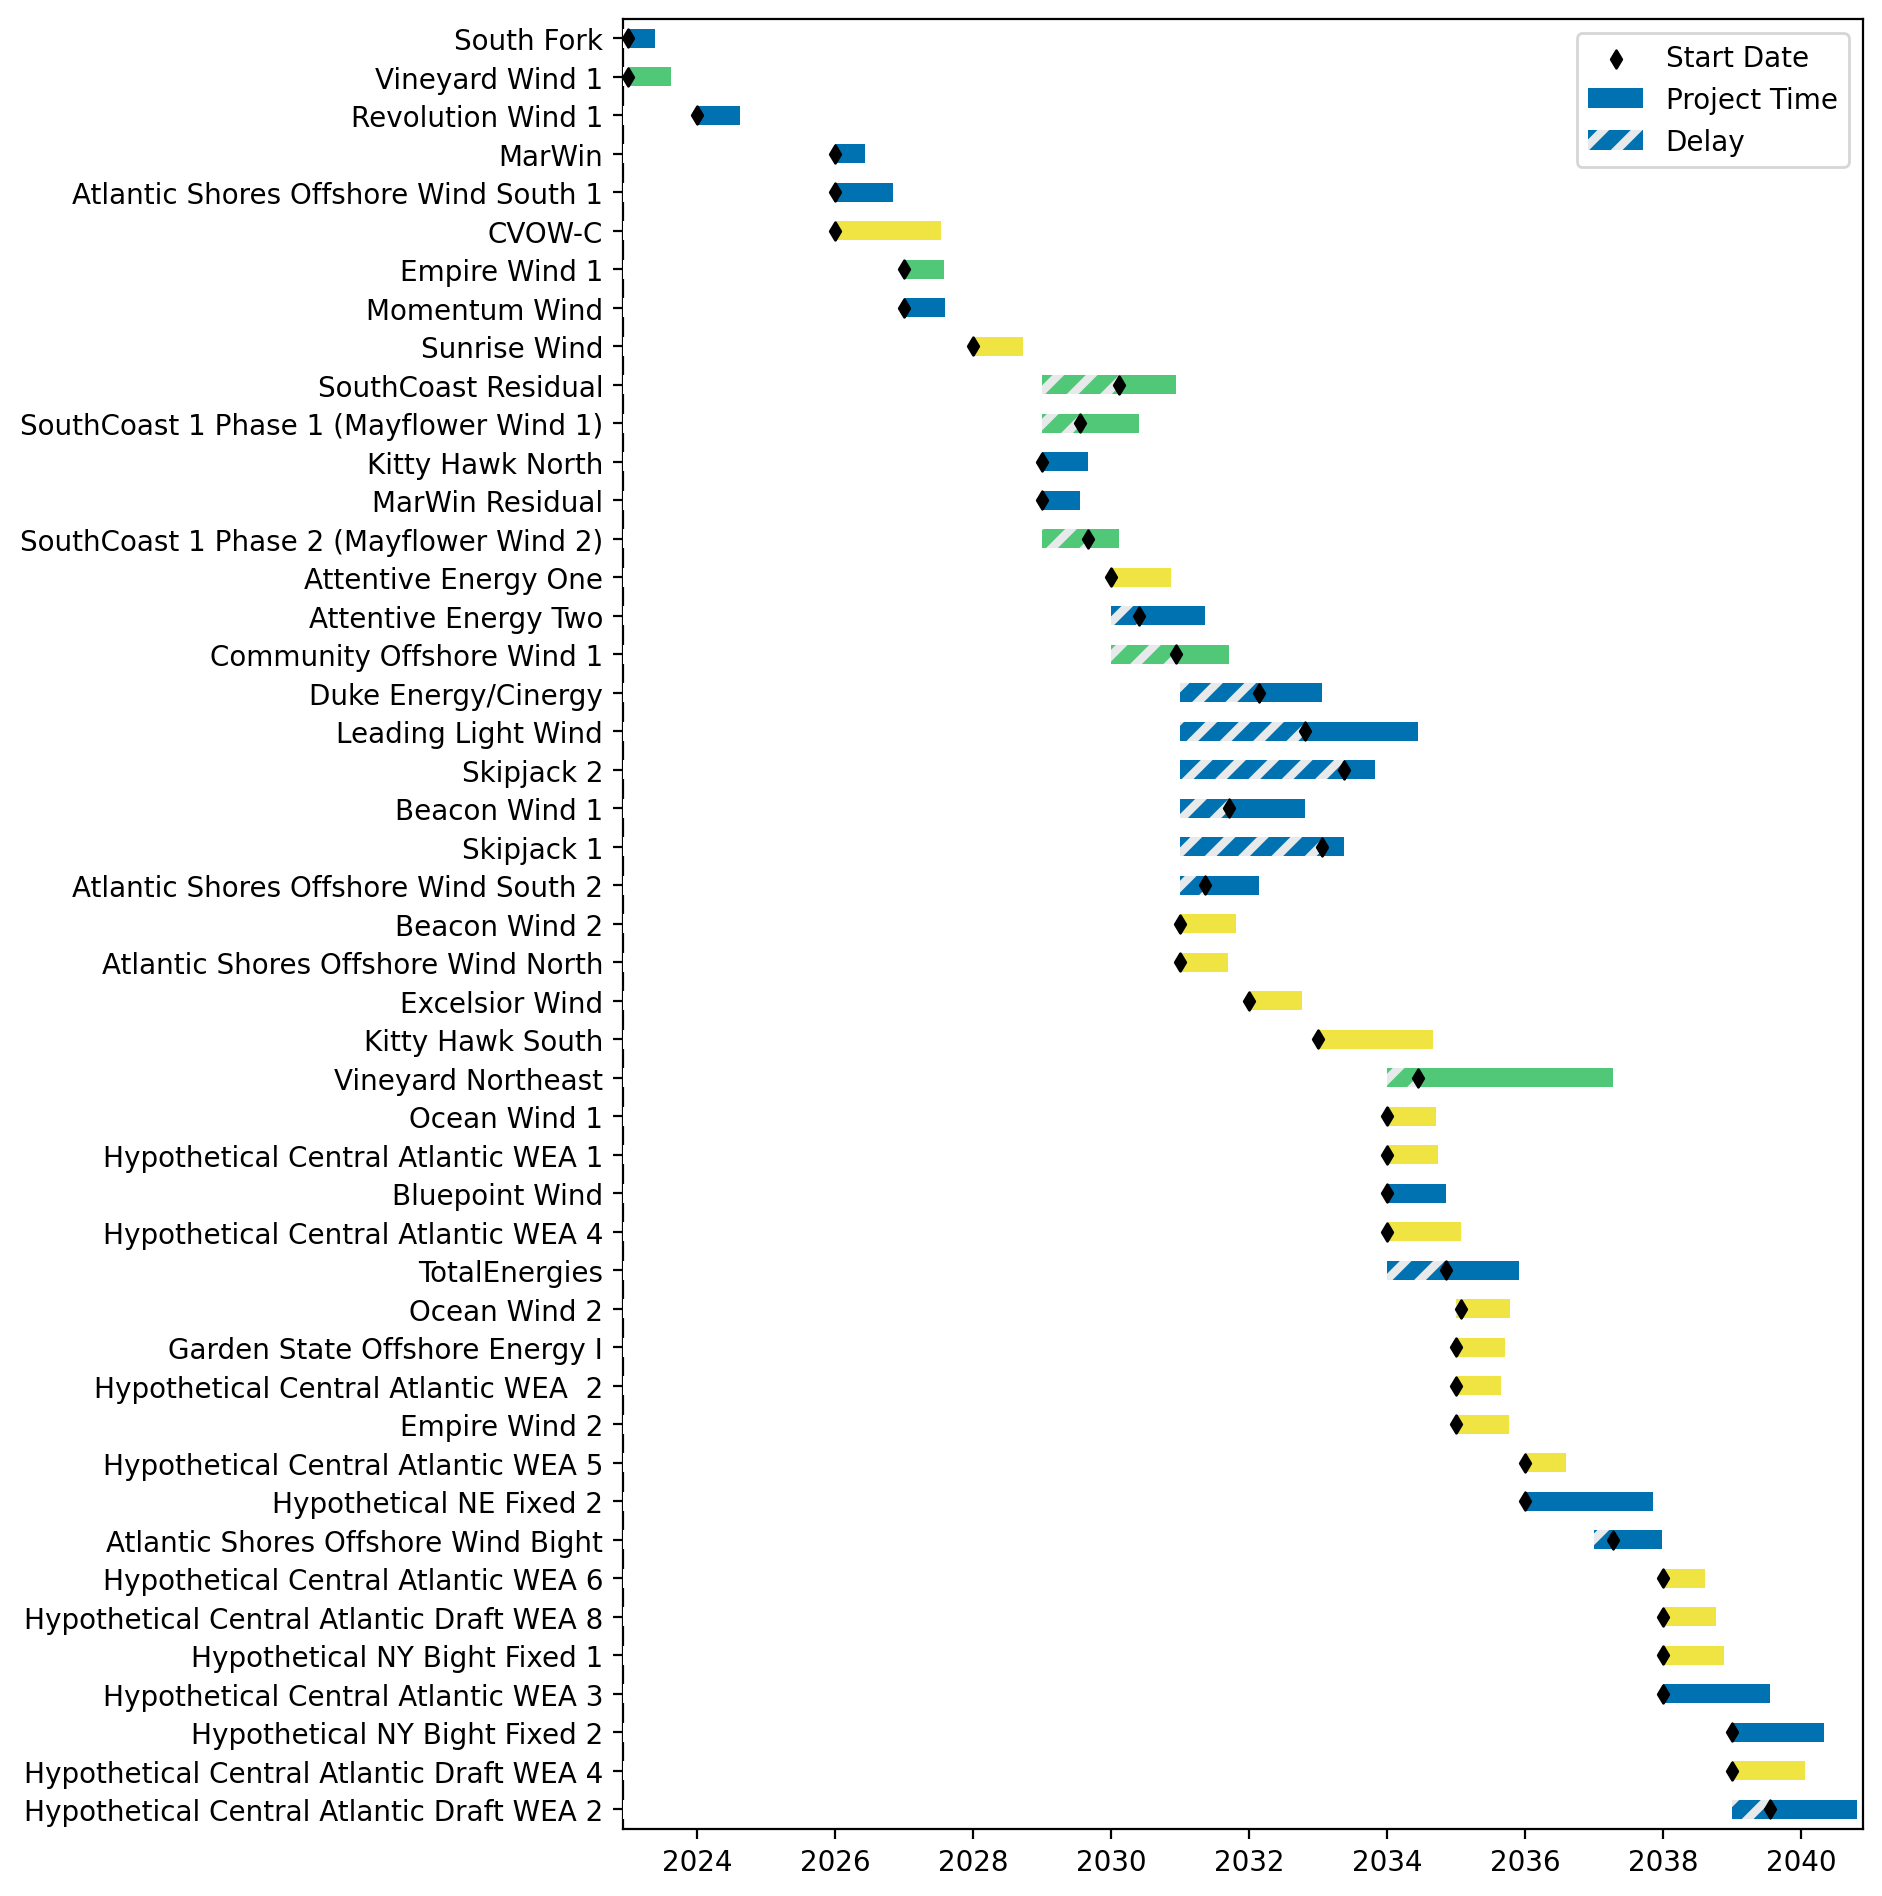 South Fork
Vineyard Wind 1
Revolution Wind 1
MarWin
Atlantic Shores Offshore Wind South 1
CVOW-C
Empire Wind 1
Momentum Wind
Sunrise Wind
SouthCoast Residual
SouthCoast 1 Phase 1 (Mayflower Wind 1)
Kitty Hawk North
MarWin Residual
SouthCoast 1 Phase 2 (Mayflower Wind 2)
Attentive Energy One
Attentive Energy Two
Community Offshore Wind 1
Duke Energy/Cinergy
Leading Light Wind
Skipjack 2
Beacon Wind 1
Skipjack 1
Atlantic Shores Offshore Wind South 2
Beacon Wind 2
Atlantic Shores Offshore Wind North
Excelsior Wind
Kitty Hawk South
Vineyard Northeast
Ocean Wind 1
Hypothetical Central Atlantic WEA 1
Bluepoint Wind
Hypothetical Central Atlantic WEA 4
TotalEnergies
Ocean Wind 2
Garden State Offshore Energy I
Hypothetical Central Atlantic WEA  2
Empire Wind 2
Hypothetical Central Atlantic WEA 5
Hypothetical NE Fixed 2
Atlantic Shores Offshore Wind Bight
Hypothetical Central Atlantic WEA 6
Hypothetical Central Atlantic Draft WEA 8
Hypothetical NY Bight Fixed 1
Hypothetical Central Atlantic WEA 3
Hypothetical NY Bight Fixed 2
Hypothetical Central Atlantic Draft WEA 4
Hypothetical Central Atlantic Draft WEA 2
Start Date
Project Time
Delay
2024 2026 2028 2030 2032 2034 2036 2038 2040